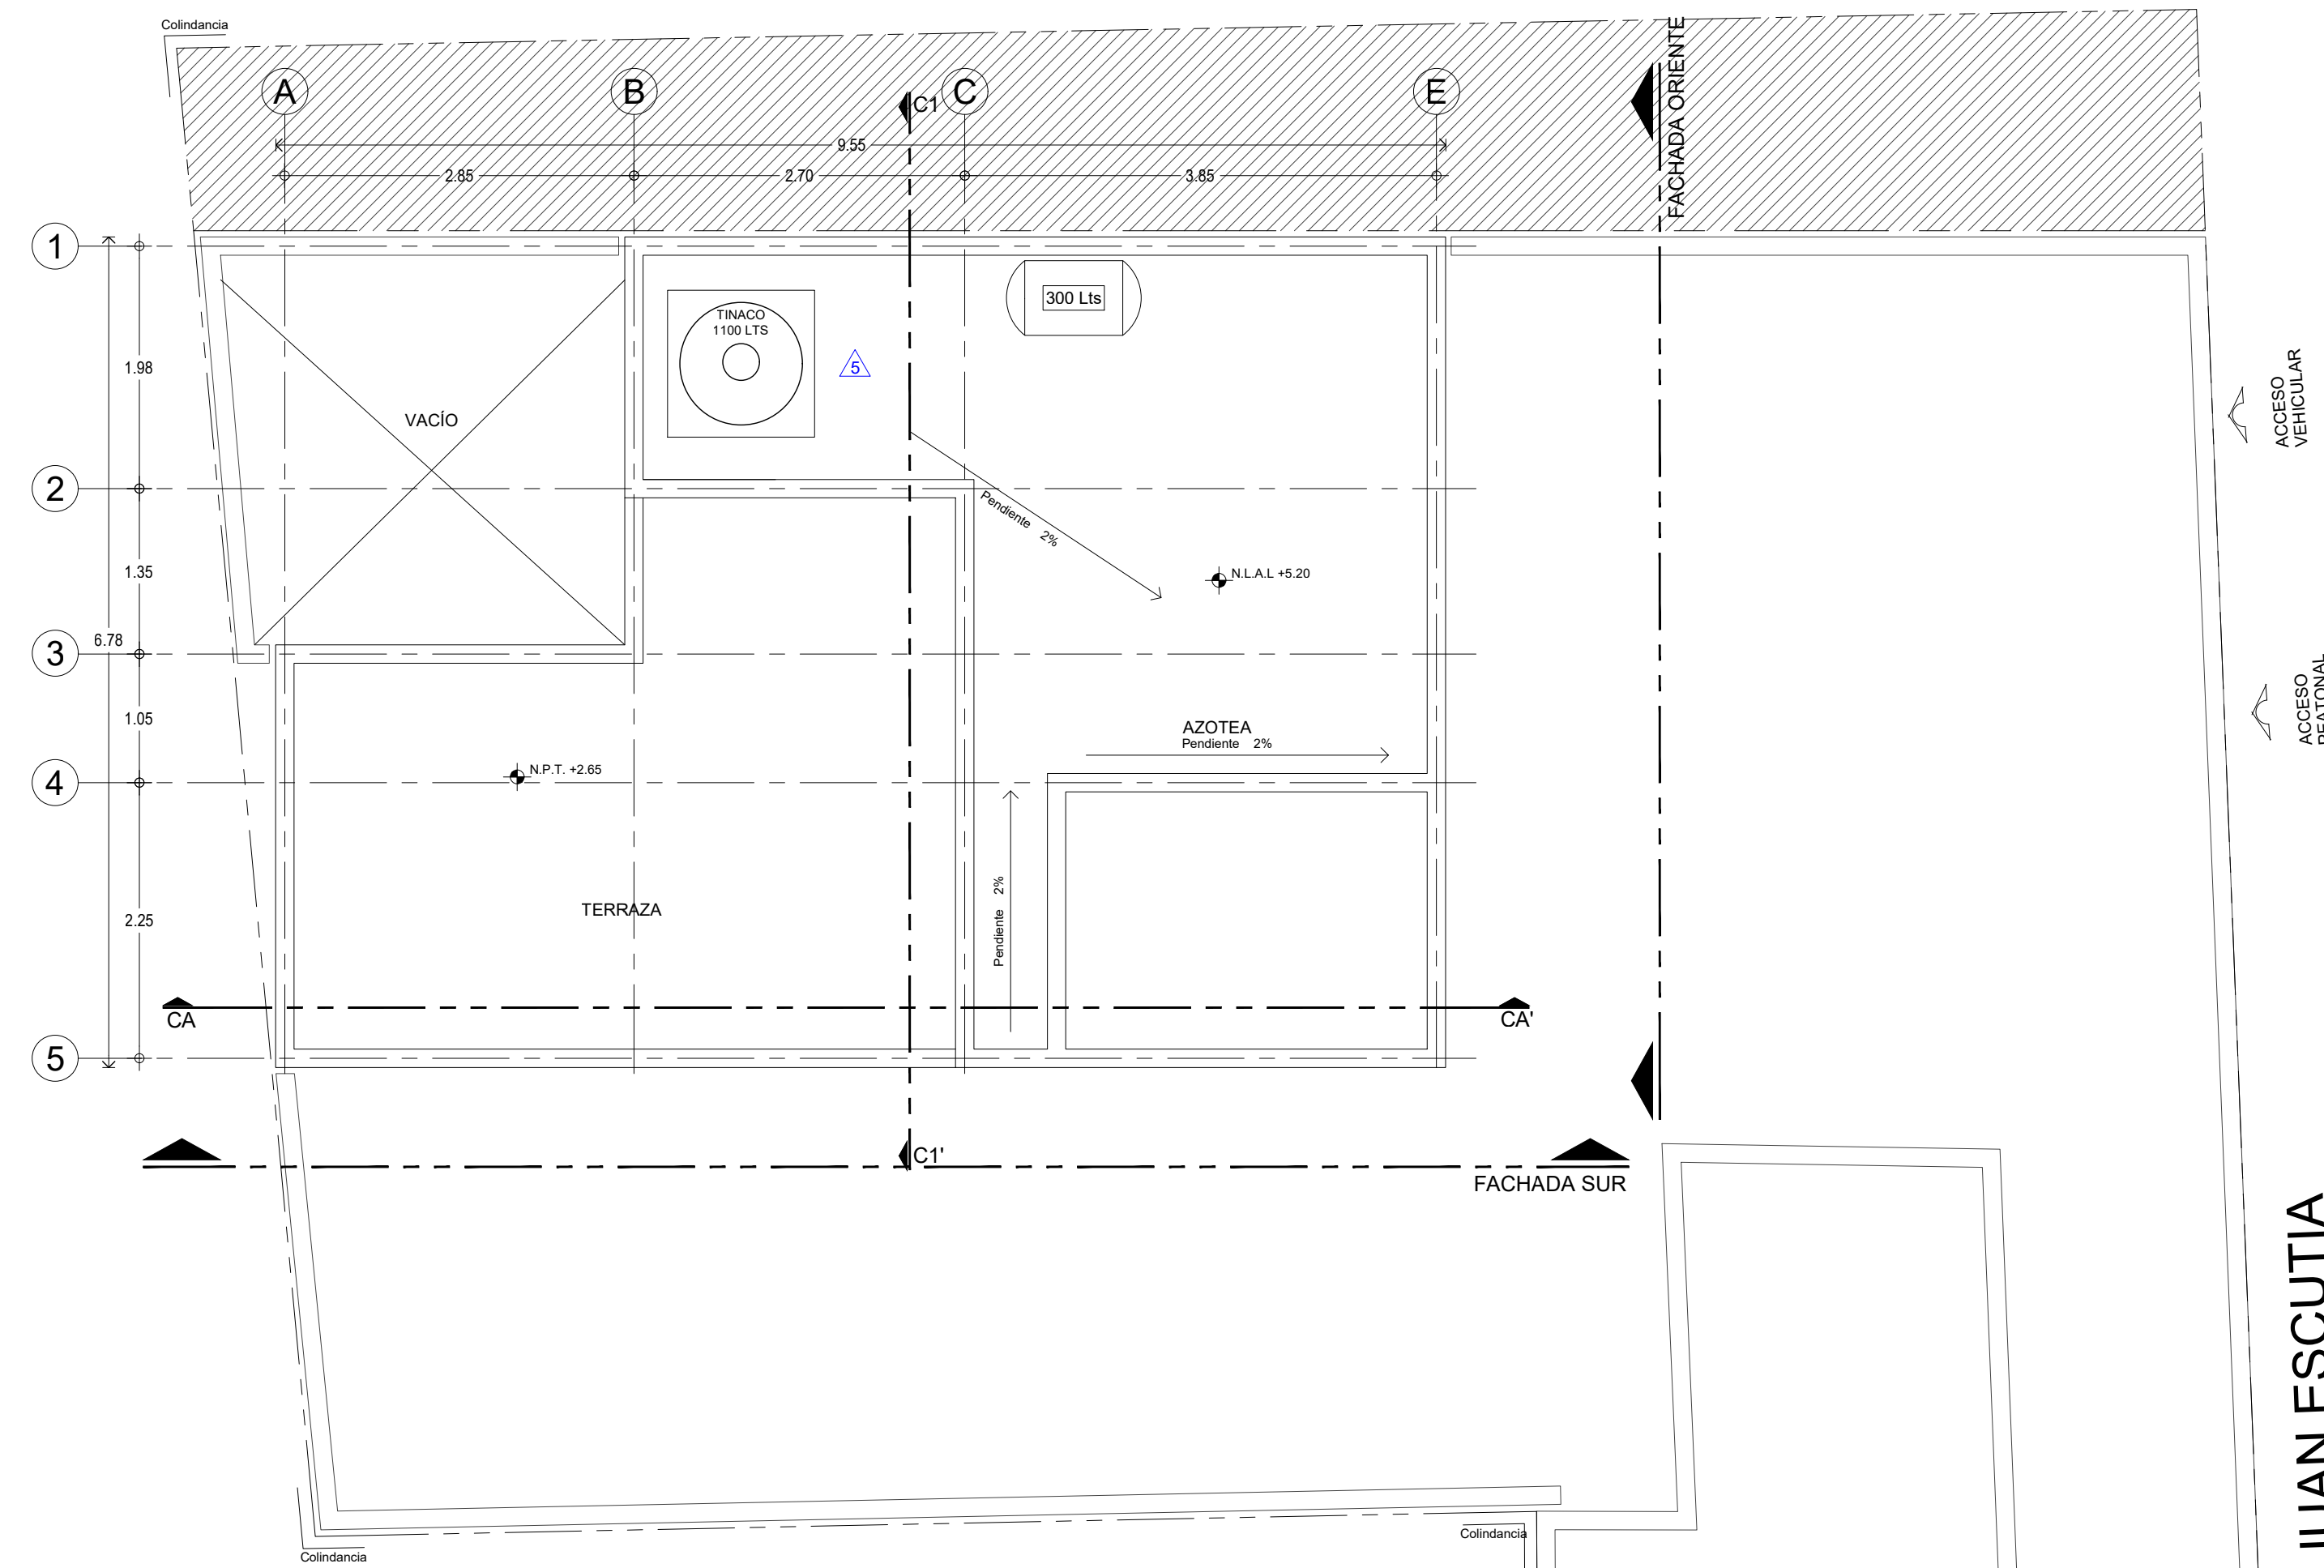 Colindancia
FACHADA ORIENTE
A
B
C
E
C1
9.55
2.85
2.70
3.85
1
300 Lts
TINACO
1100 LTS
5
1.98
VACÍO
ACCESO
VEHICULAR
2
Pendiente 2%
1.35
N.L.A.L +5.20
6.78
3
1.05
ACCESO
PEATONAL
AZOTEA
Pendiente 2%
N.P.T. +2.65
4
2.25
TERRAZA
Pendiente 2%
CA
CA'
5
C1'
FACHADA SUR
JUAN ESCUTIA
Colindancia
Colindancia